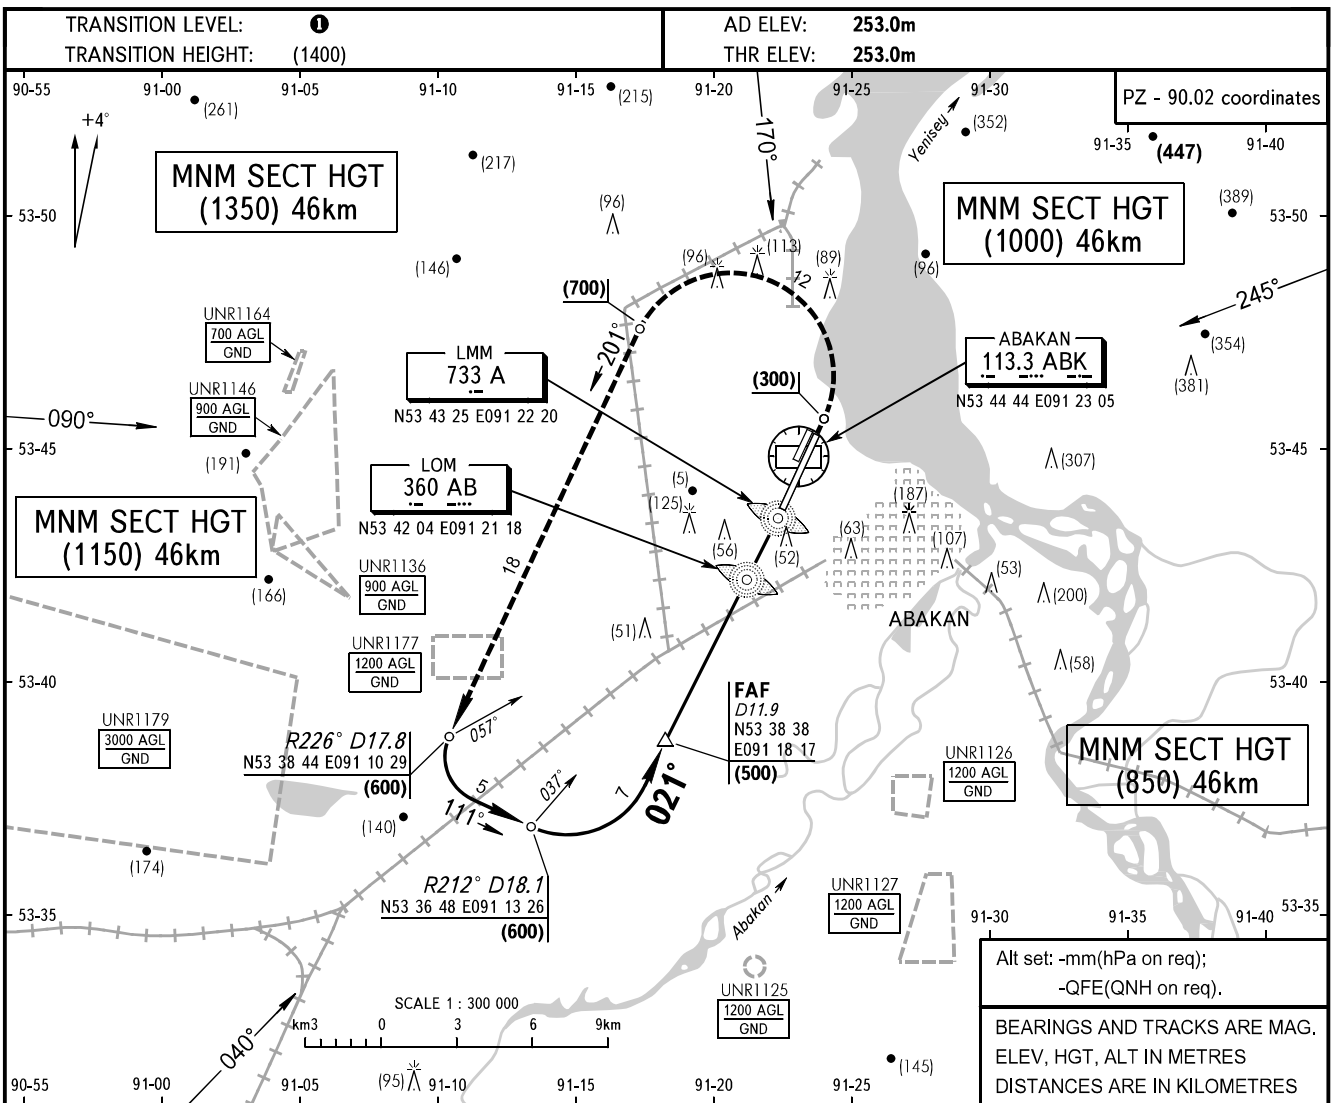 TRANSITION LEVEL: ❶
TRANSITION HEIGHT: (1400)
AD ELEV: 253.0m
THR ELEV: 253.0m
90-55 91-00 91-05 91-10 91-15 91-20 91-25 91-30
PZ - 90.02 coordinates
91-35 91-40
+4°
(261)
(215)
(217)
(352)
(447)
(389)
Yenisey
170°
MNM SECT HGT
(1350) 46km
MNM SECT HGT
(1000) 46km
53-50
53-50
(96)
(146)
(96)
(113)
(89)
(96)
12
(700)
201°
245°
(354)
(381)
UNR1164
700 AGL
GND
UNR1146
900 AGL
GND
LMM
733 A
N53 43 25 E091 22 20
ABAKAN
113.3 ABK
N53 44 44 E091 23 05
(300)
090°
(191)
53-45
53-45
LOM
360 AB
N53 42 04 E091 21 18
(5)
(125)
(56)
(52)
(63)
(187)
(107)
(307)
MNM SECT HGT
(1150) 46km
(166)
18
UNR1136
900 AGL
GND
(53)
(200)
ABAKAN
(51)
(58)
UNR1177
1200 AGL
GND
53-40
53-40
UNR1179
3000 AGL
GND
R226° D17.8
N53 38 44 E091 10 29
(600)
057°
FAF
D11.9
N53 38 38
E091 18 17
(500)
UNR1126
1200 AGL
GND
MNM SECT HGT
(850) 46km
5
111°
037°
7
021°
(140)
(174)
R212° D18.1
N53 36 48 E091 13 26
(600)
Abakan
UNR1127
1200 AGL
GND
53-35
91-30 91-35 91-40 53-35
UNR1125
1200 AGL
GND
Alt set: -mm(hPa on req);
-QFE(QNH on req).
SCALE 1 : 300 000
km3 0 3 6 9km
040°
(95)
(145)
BEARINGS AND TRACKS ARE MAG.
ELEV, HGT, ALT IN METRES
DISTANCES ARE IN KILOMETRES
90-55 91-00 91-05 91-10 91-15 91-20 91-25